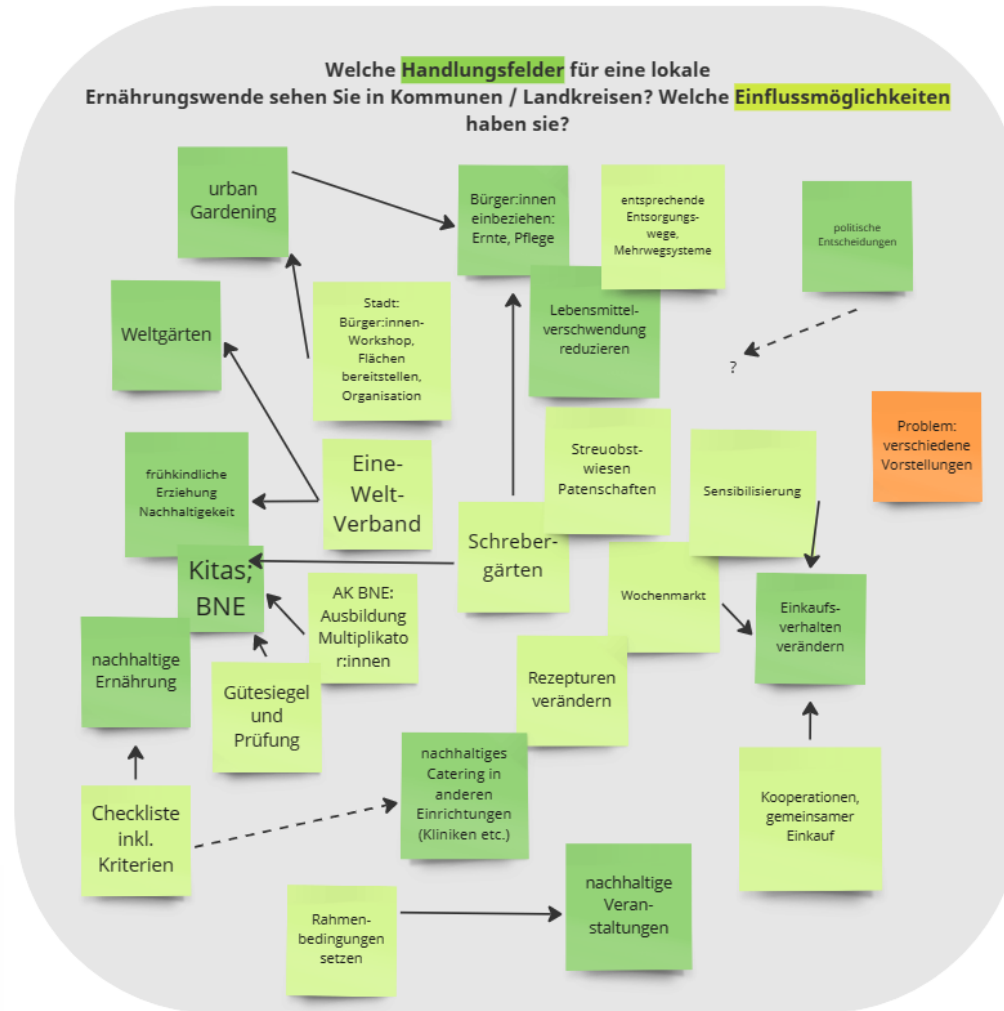 Welche Handlungsfelder für eine lokale
Ernährungswende sehen Sie in Kommunen / Landkreisen? Welche Einflussmöglichkeiten
haben sie?
urban
Gardening
Bürger:innen
einbeziehen:
Ernte, Pflege
entsprechende
Entsorgungs-
wege,
Mehrwegsysteme
politische
Entscheidungen
Weltgärten
Stadt:
Bürger:innen-
Workshop,
Flächen
bereitstellen,
Organisation
Lebensmittel-
verschwendung
reduzieren
?
Problem:
verschiedene
Vorstellungen
frühkindliche
Erziehung
Nachhaltigekeit
Eine-
Welt-
Verband
Streuobst-
wiesen
Patenschaften
Sensibilisierung
Schreber-
gärten
Kitas;
BNE
AK BNE:
Ausbildung
Multiplikato
r:innen
Wochenmarkt
Einkaufs-
verhalten
verändern
nachhaltige
Ernährung
Gütesiegel
und
Prüfung
Rezepturen
verändern
nachhaltiges
Catering in
anderen
Einrichtungen
(Kliniken etc.)
Checkliste
inkl.
Kriterien
Kooperationen,
gemeinsamer
Einkauf
Rahmen-
bedingungen
setzen
nachhaltige
Veran-
staltungen